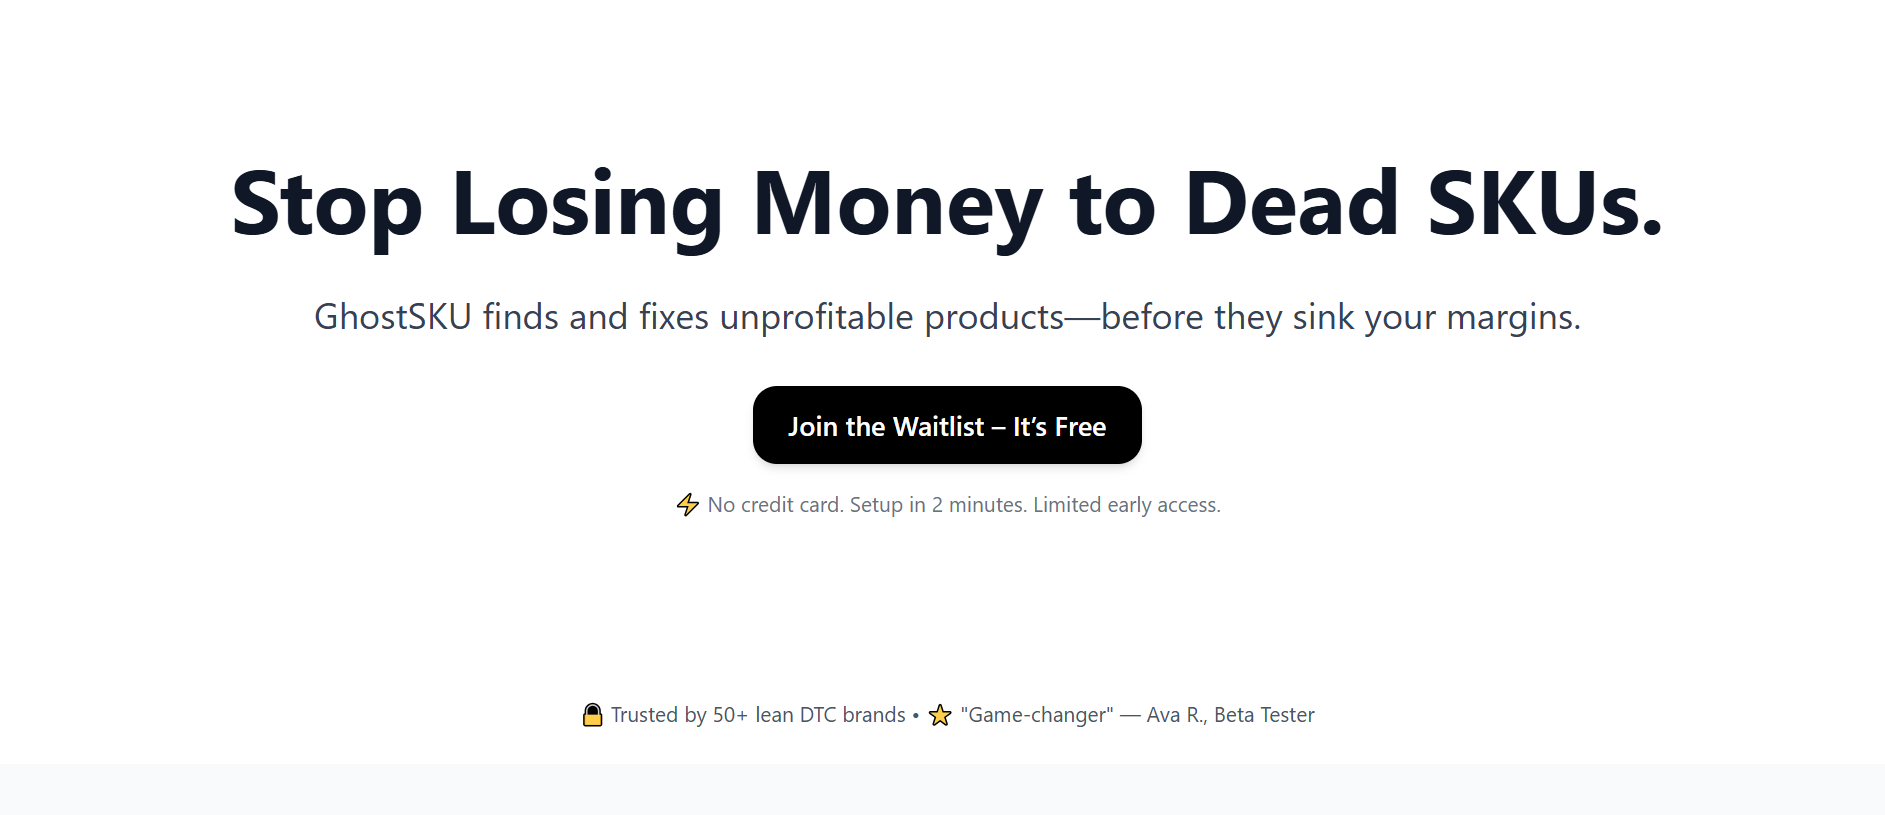 Stop Losing Money to Dead SKUs.
GhostSKU finds and fixes unprofitable products—before they sink your margins.
Join the Waitlist – It’s Free
⚡ No credit card. Setup in 2 minutes. Limited early access.
🔒 Trusted by 50+ lean DTC brands • ⭐ "Game-changer" — Ava R., Beta Tester